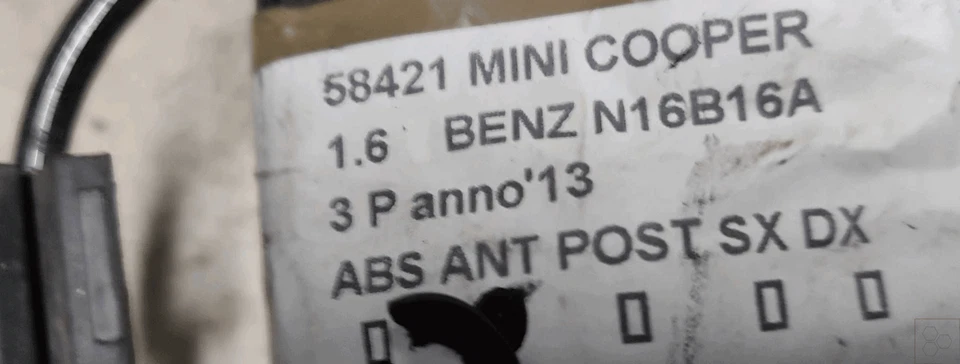 58421 MINI COOPER
1.6 BENZ N16B16A
3 P anno'13
ABS ANT POST SX DX